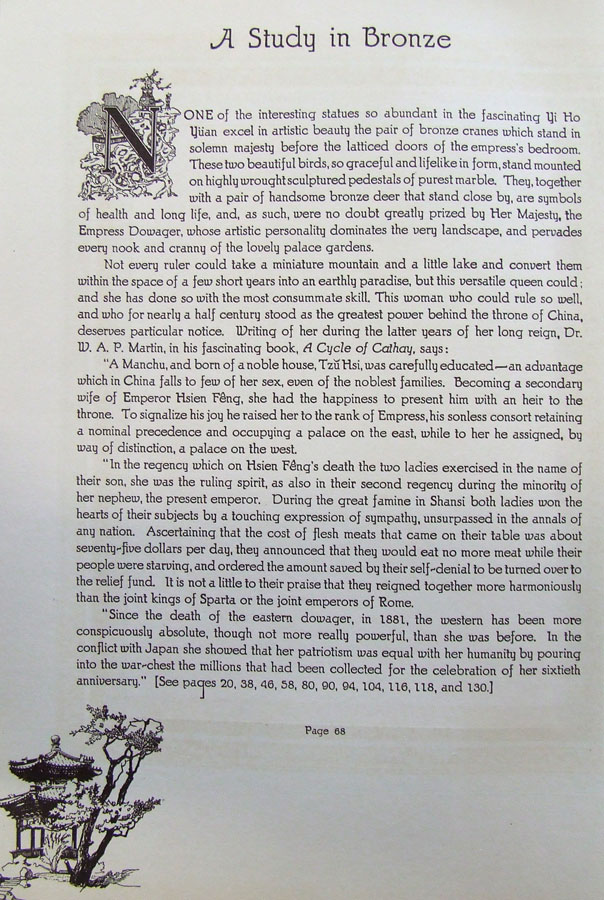 A Study in Bronze
NONE of the interesting statues so abundant in the fascinating Yi Ho
Yüan excel in artistic beauty the pair of bronze cranes which stand in
solemn majesty before the latticed doors of the empress's bedroom.
These two beautiful birds, so graceful and lifelike in form, stand mounted
on highly wrought sculptured pedestals of purest marble. They, together
with a pair of handsome bronze deer that stand close by, are symbols
of health and long life, and, as such, were no doubt greatly prized by Her Majesty, the
Empress Dowager, whose artistic personality dominates the very landscape, and pervades
every nook and cranny of the lovely palace gardens.
Not every ruler could take a miniature mountain and a little lake and convert them
within the space of a few short years into an earthly paradise, but this versatile queen could;
and she has done so with the most consummate skill. This woman who could rule so well,
and who for nearly a half century stood as the greatest power behind the throne of China,
deserves particular notice. Writing of her during the latter years of her long reign, Dr.
W. A. P. Martin, in his fascinating book, A Cycle of Cathay, says:
"A Manchu, and born of a noble house, Tzŭ Hsi, was carefully educated—an advantage
which in China falls to few of her sex, even of the noblest families. Becoming a secondary
wife of Emperor Hsien Fêng, she had the happiness to present him with an heir to the
throne. To signalize his joy he raised her to the rank of Empress, his sonless consort retaining
a nominal precedence and occupying a palace on the east, while to her he assigned, by
way of distinction, a palace on the west.
"In the regency which on Hsien Fêng's death the two ladies exercised in the name of
their son, she was the ruling spirit, as also in their second regency during the minority of
her nephew, the present emperor. During the great famine in Shansi both ladies won the
hearts of their subjects by a touching expression of sympathy, unsurpassed in the annals of
any nation. Ascertaining that the cost of flesh meats that came on their table was about
seventy-five dollars per day, they announced that they would eat no more meat while their
people were starving, and ordered the amount saved by their self-denial to be turned over to
the relief fund. It is not a little to their praise that they reigned together more harmoniously
than the joint kings of Sparta or the joint emperors of Rome.
"Since the death of the eastern dowager, in 1881, the western has been more
conspicuously absolute, though not more really powerful, than she was before. In the
conflict with Japan she showed that her patriotism was equal with her humanity by pouring
into the war-chest the millions that had been collected for the celebration of her sixtieth
anniversary." [See pages 20, 38, 46, 58, 80, 90, 94, 104, 116, 118, and 130.]
Page 68